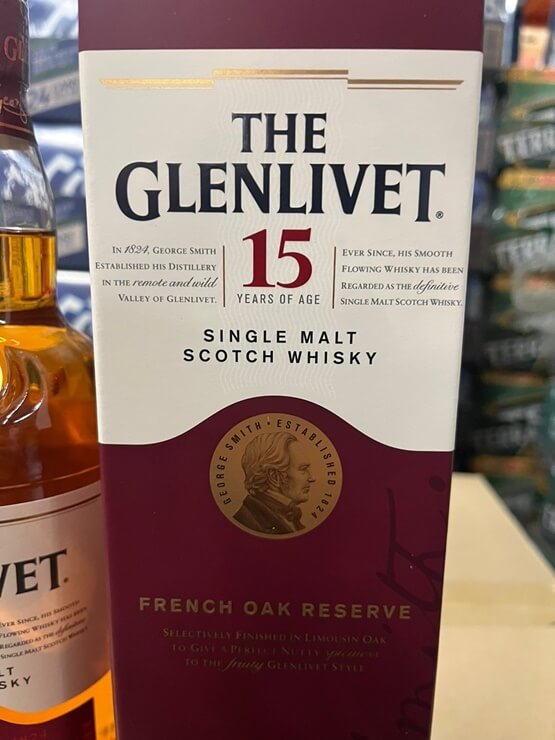 THE
GLENLIVET®
In 1824, George Smith
Established his Distillery
in the remote and wild
Valley of Glenlivet.
15
YEARS OF AGE
Ever Since, his Smooth
Flowing Whisky has been
Regarded as the definitive
Single Malt Scotch Whisky.
SINGLE MALT
SCOTCH WHISKY
GEORGE SMITH · ESTABLISHED 1824
FRENCH OAK RESERVE
Selectively Finished in Limousin Oak
to Give a Perfect Nutty spiciness
to the fruity Glenlivet Style
VET.
Ever Since, his Smooth
Flowing Whisky has been
Regarded as the definitive
Single Malt Scotch Whisky
LT
SKY
TERRA